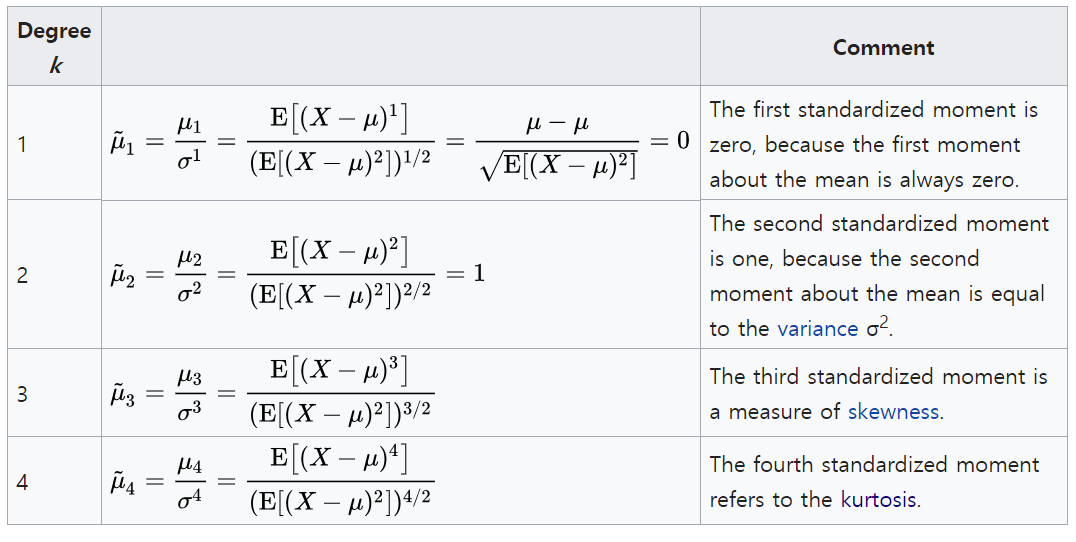 Degree
k
Comment
1
μ̃₁ = μ₁/σ¹ = E[(X − μ)¹]/(E[(X − μ)²])^{1/2} = (μ − μ)/√E[(X − μ)²] = 0
The first standardized moment is
zero, because the first moment
about the mean is always zero.
2
μ̃₂ = μ₂/σ² = E[(X − μ)²]/(E[(X − μ)²])^{2/2} = 1
The second standardized moment
is one, because the second
moment about the mean is equal
to the variance σ².
3
μ̃₃ = μ₃/σ³ = E[(X − μ)³]/(E[(X − μ)²])^{3/2}
The third standardized moment is
a measure of skewness.
4
μ̃₄ = μ₄/σ⁴ = E[(X − μ)⁴]/(E[(X − μ)²])^{4/2}
The fourth standardized moment
refers to the kurtosis.